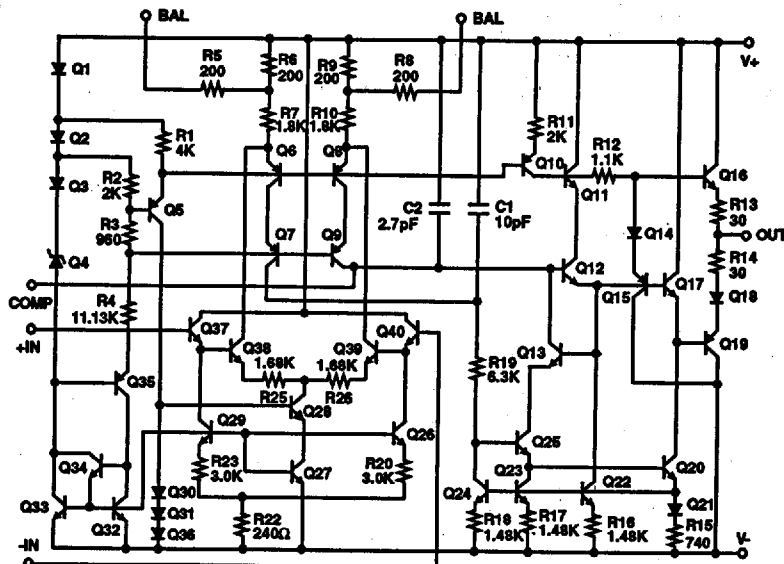 BAL
BAL
R5
200
R6
200
R9
200
R8
200
V+
Q1
Q2
Q3
Q4
R1
4K
R2
2K
R3
960
Q5
R7
1.8K
R10
1.8K
Q6
Q8
Q7
Q9
C2
2.7pF
C1
10pF
R11
2K
Q10
R12
1.1K
Q11
Q16
R13
30
OUT
R14
30
Q14
Q17
Q12
Q15
Q18
Q19
COMP
+IN
R4
11.13K
Q37
Q38
Q39
Q40
1.68K
R25
1.68K
R26
Q13
R19
6.3K
Q35
Q28
Q29
Q26
Q25
Q34
R23
3.0K
Q27
R20
3.0K
Q23
Q22
Q20
Q33
Q32
Q30
Q31
Q36
R22
240Ω
Q24
R18
1.48K
R17
1.48K
R16
1.48K
Q21
R15
740
V-
-IN